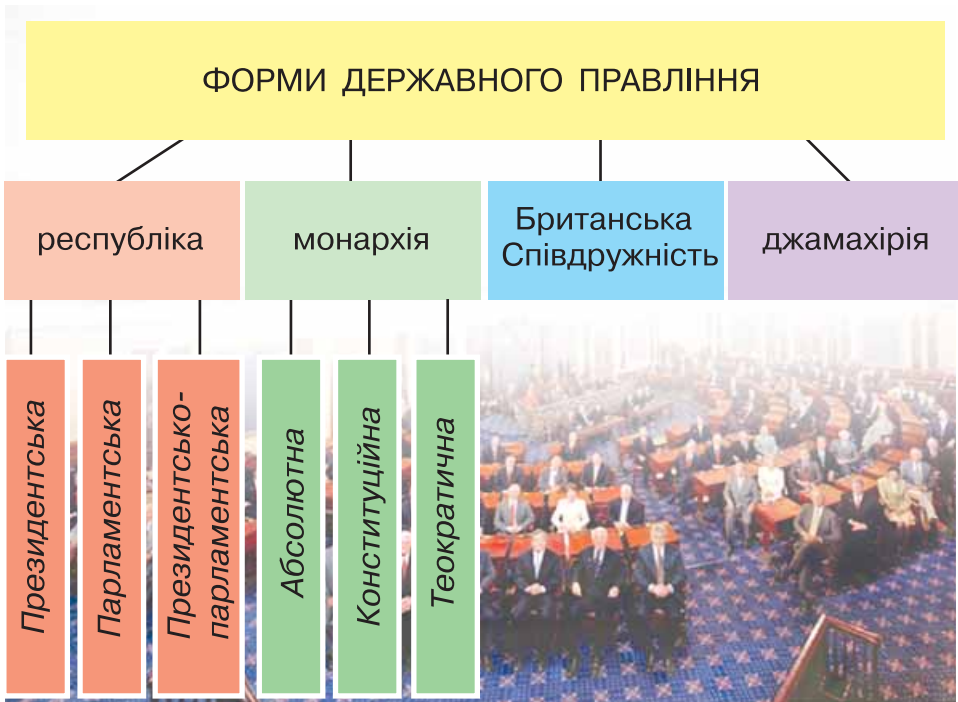 ФОРМИ ДЕРЖАВНОГО ПРАВЛІННЯ
республіка
монархія
Британська
Співдружність
джамахірія
Президентська
Парламентська
Президентсько-
парламентська
Абсолютна
Конституційна
Теократична